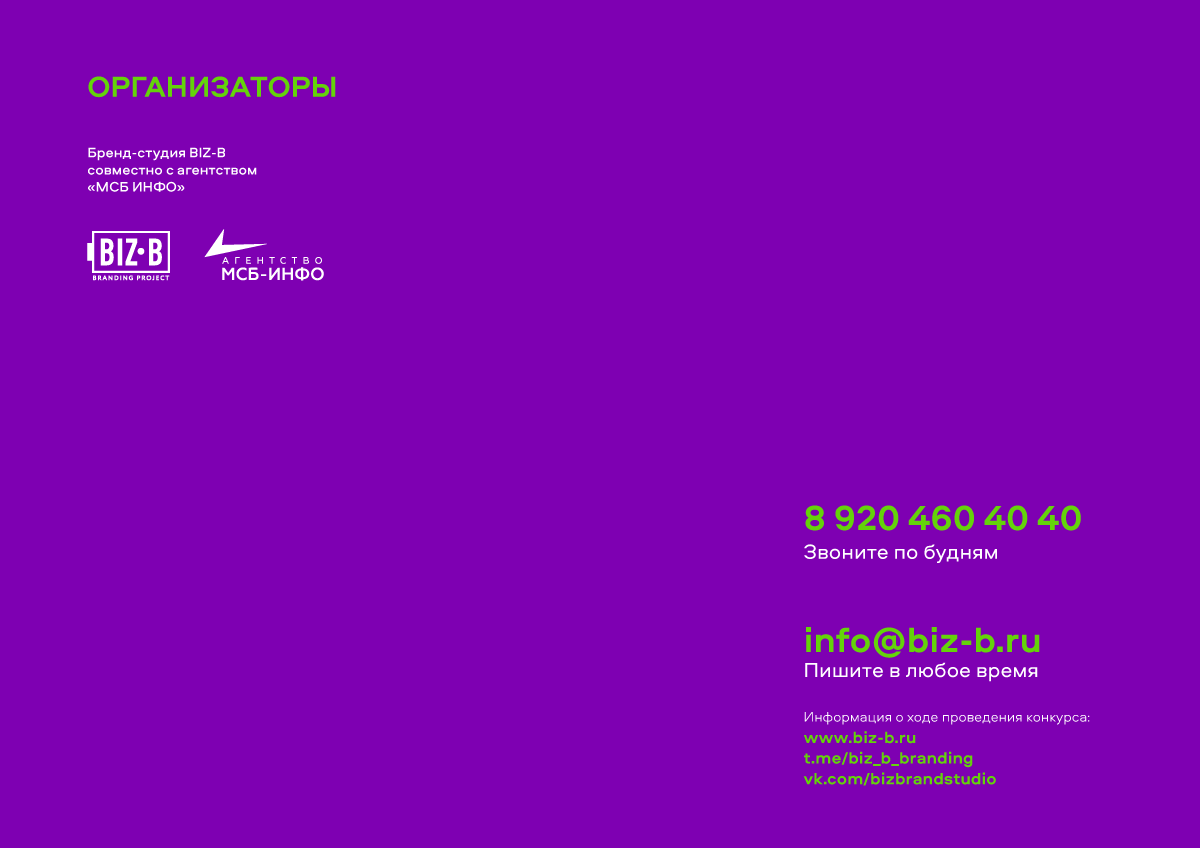 ОРГАНИЗАТОРЫ
Бренд-студия BIZ-B
совместно с агентством
«МСБ ИНФО»
BIZ·B
BRANDING PROJECT
АГЕНТСТВО
МСБ-ИНФО
8 920 460 40 40
Звоните по будням
info@biz-b.ru
Пишите в любое время
Информация о ходе проведения конкурса:
www.biz-b.ru
t.me/biz_b_branding
vk.com/bizbrandstudio